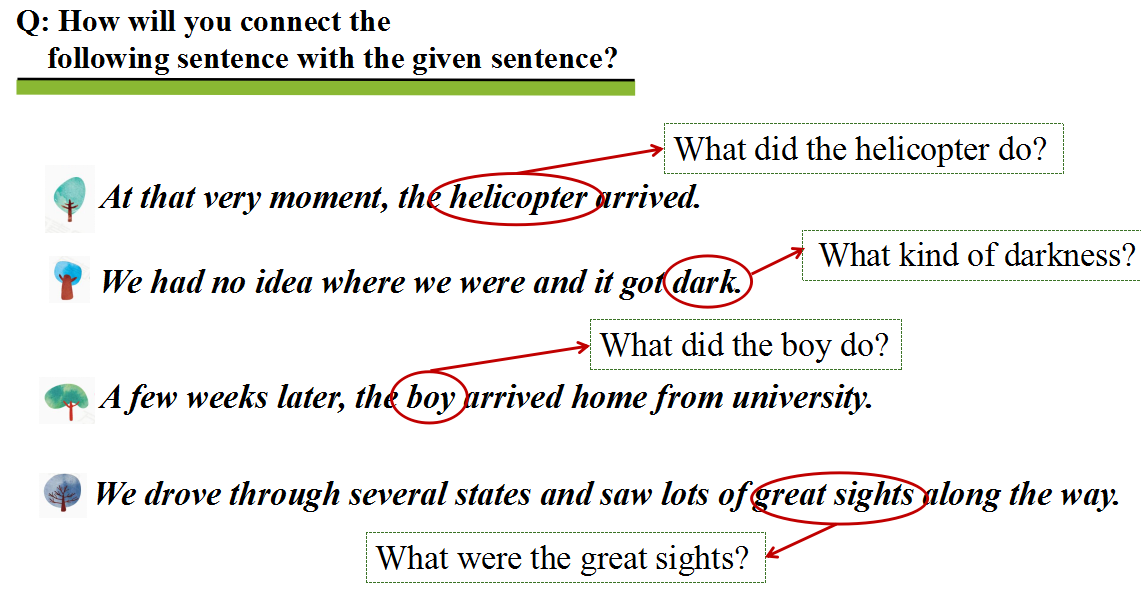 Q: How will you connect the
following sentence with the given sentence?
What did the helicopter do?
At that very moment, the helicopter arrived.
What kind of darkness?
We had no idea where we were and it got dark.
What did the boy do?
A few weeks later, the boy arrived home from university.
We drove through several states and saw lots of great sights along the way.
What were the great sights?